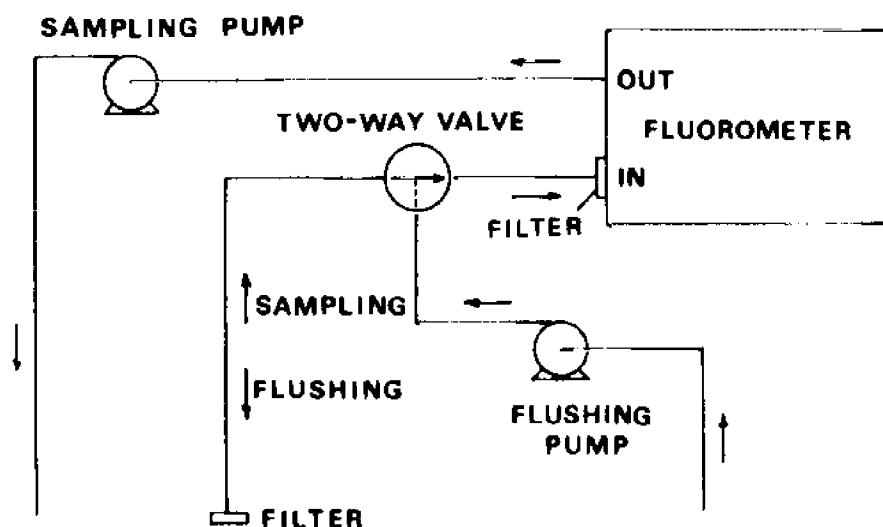 SAMPLING PUMP
OUT
TWO-WAY VALVE
FLUOROMETER
IN
FILTER
SAMPLING
FLUSHING
FLUSHING
PUMP
FILTER